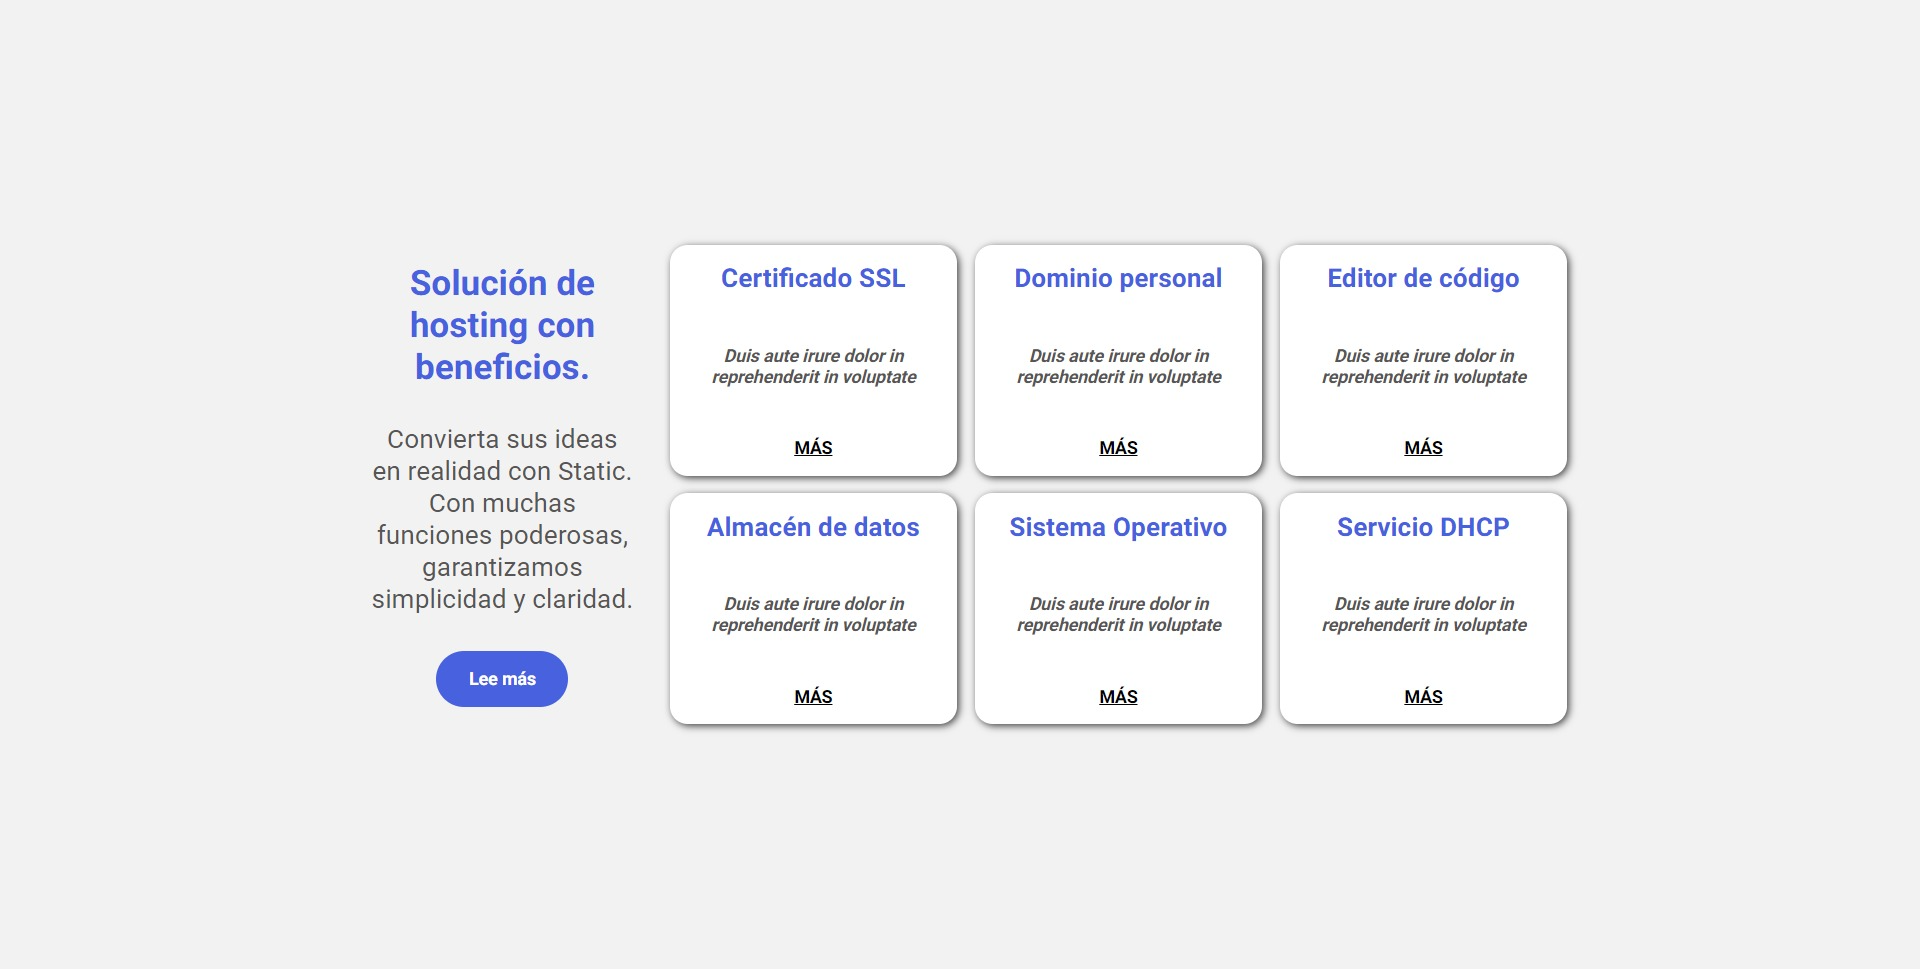 Solución de
hosting con
beneficios.
Convierta sus ideas
en realidad con Static.
Con muchas
funciones poderosas,
garantizamos
simplicidad y claridad.
Lee más
Certificado SSL
Duis aute irure dolor in
reprehenderit in voluptate
MÁS
Dominio personal
Duis aute irure dolor in
reprehenderit in voluptate
MÁS
Editor de código
Duis aute irure dolor in
reprehenderit in voluptate
MÁS
Almacén de datos
Duis aute irure dolor in
reprehenderit in voluptate
MÁS
Sistema Operativo
Duis aute irure dolor in
reprehenderit in voluptate
MÁS
Servicio DHCP
Duis aute irure dolor in
reprehenderit in voluptate
MÁS